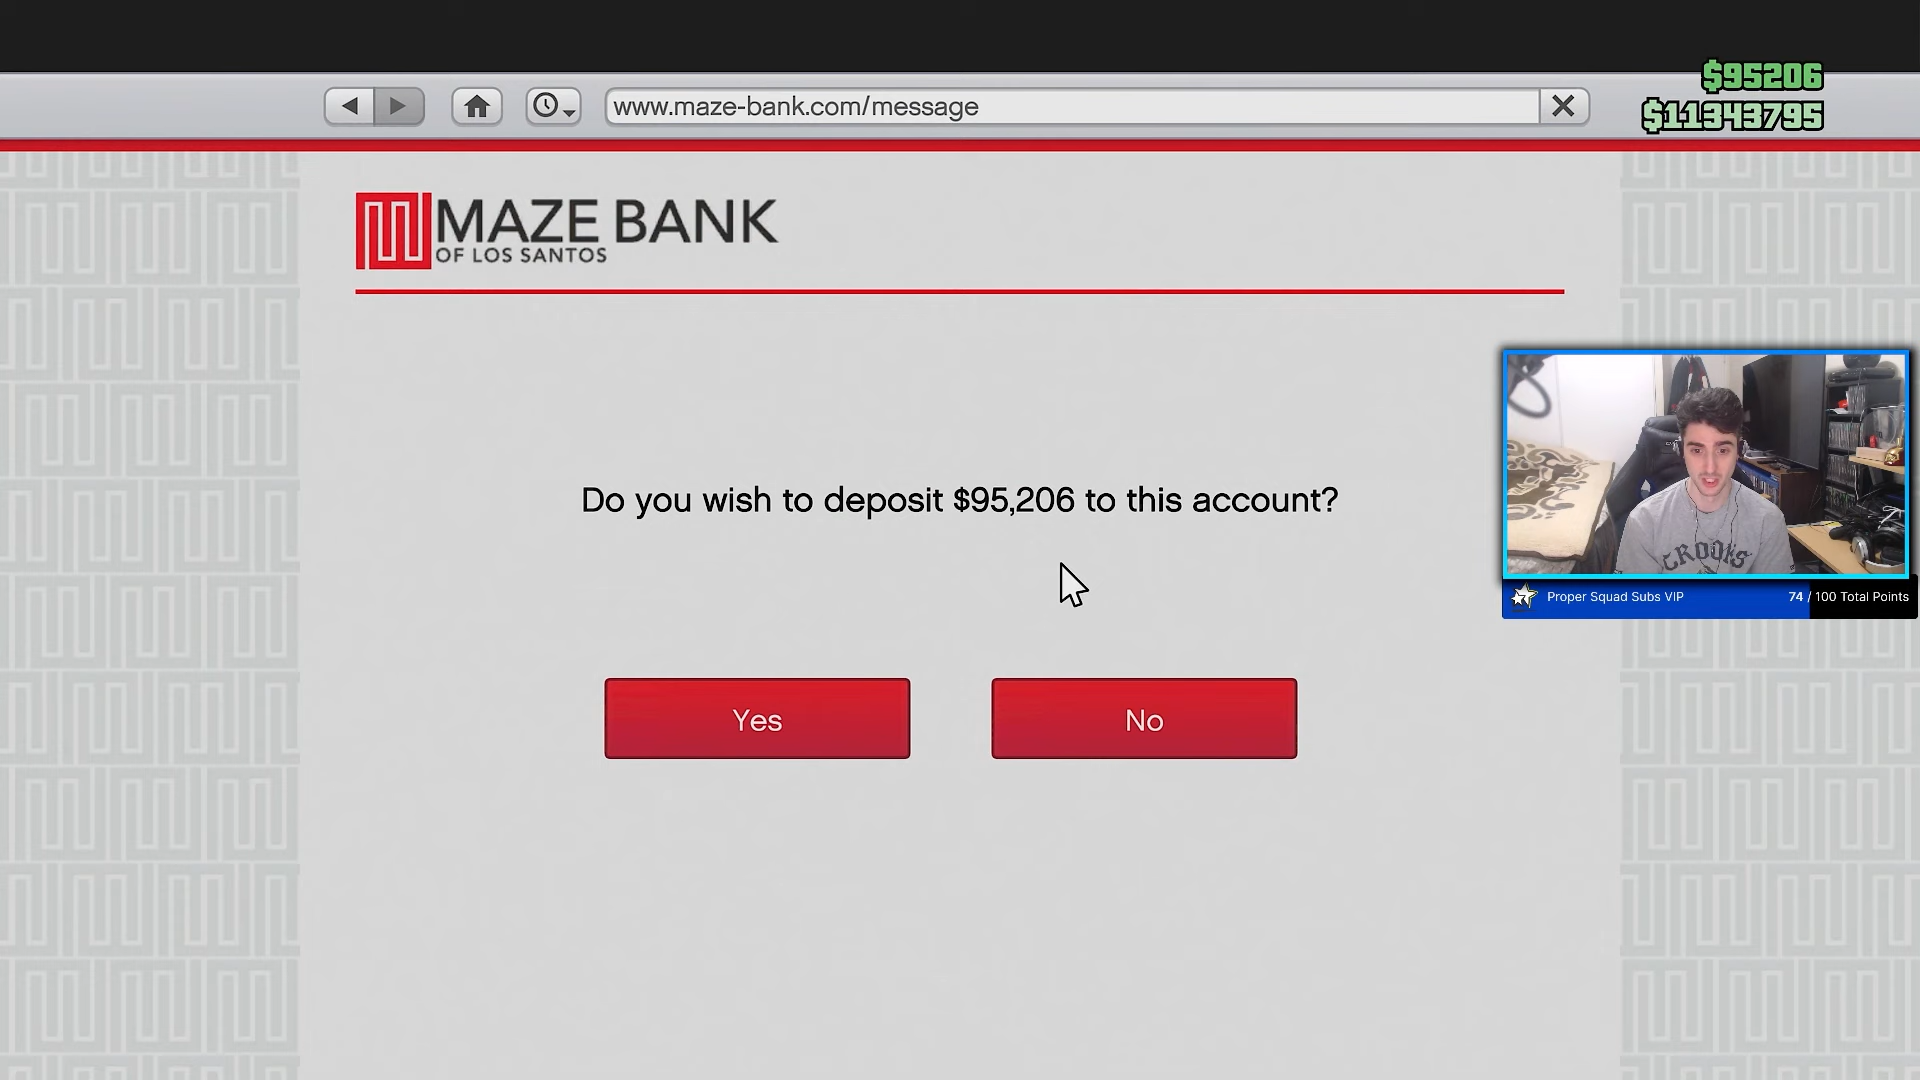 $95206
www.maze-bank.com/message
$11343795
MAZE BANK
OF LOS SANTOS
Do you wish to deposit $95,206 to this account?
CROOKS
Proper Squad Subs VIP 74 / 100 Total Points
Yes No